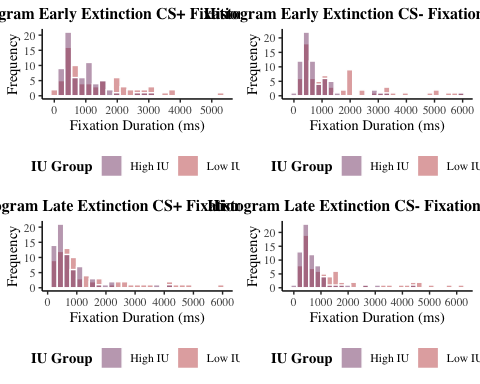 gram Early Extinction CS+ Fixatio
gram Early Extinction CS- Fixation
Frequency
20
15
10
5
0
0 1000 2000 3000 4000 5000
Fixation Duration (ms)
IU Group High IU Low IU
Frequency
20
15
10
5
0
0 1000 2000 3000 4000 5000 6000
Fixation Duration (ms)
IU Group High IU Low IU
ogram Late Extinction CS+ Fixatio
togram Late Extinction CS- Fixation
Frequency
20
15
10
5
0
0 1000 2000 3000 4000 5000 6000
Fixation Duration (ms)
IU Group High IU Low IU
Frequency
20
15
10
5
0
0 1000 2000 3000 4000 5000 6000
Fixation Duration (ms)
IU Group High IU Low IU